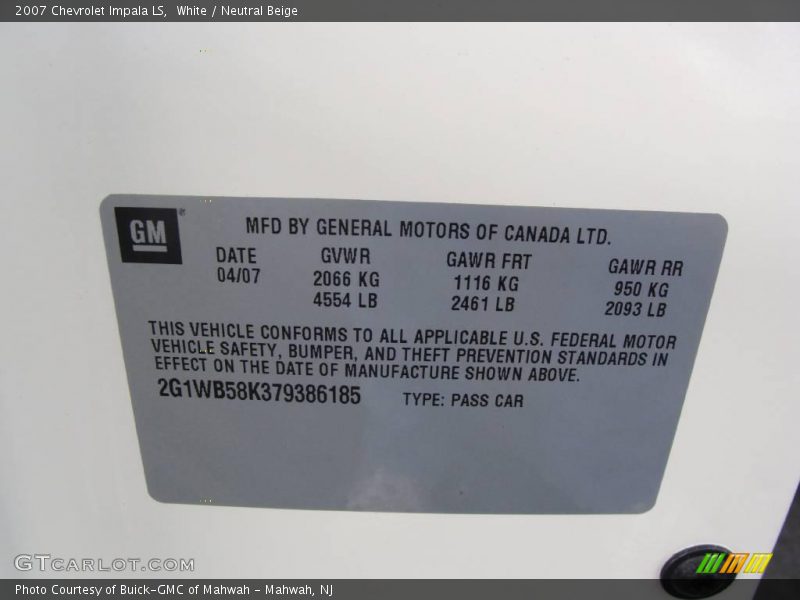 2007 Chevrolet Impala LS, White / Neutral Beige
GM
MFD BY GENERAL MOTORS OF CANADA LTD.
DATE GVWR GAWR FRT GAWR RR
04/07 2066 KG 1116 KG 950 KG
4554 LB 2461 LB 2093 LB
THIS VEHICLE CONFORMS TO ALL APPLICABLE U.S. FEDERAL MOTOR
VEHICLE SAFETY, BUMPER, AND THEFT PREVENTION STANDARDS IN
EFFECT ON THE DATE OF MANUFACTURE SHOWN ABOVE.
2G1WB58K379386185 TYPE: PASS CAR
GTCARLOT.COM
Photo Courtesy of Buick-GMC of Mahwah - Mahwah, NJ